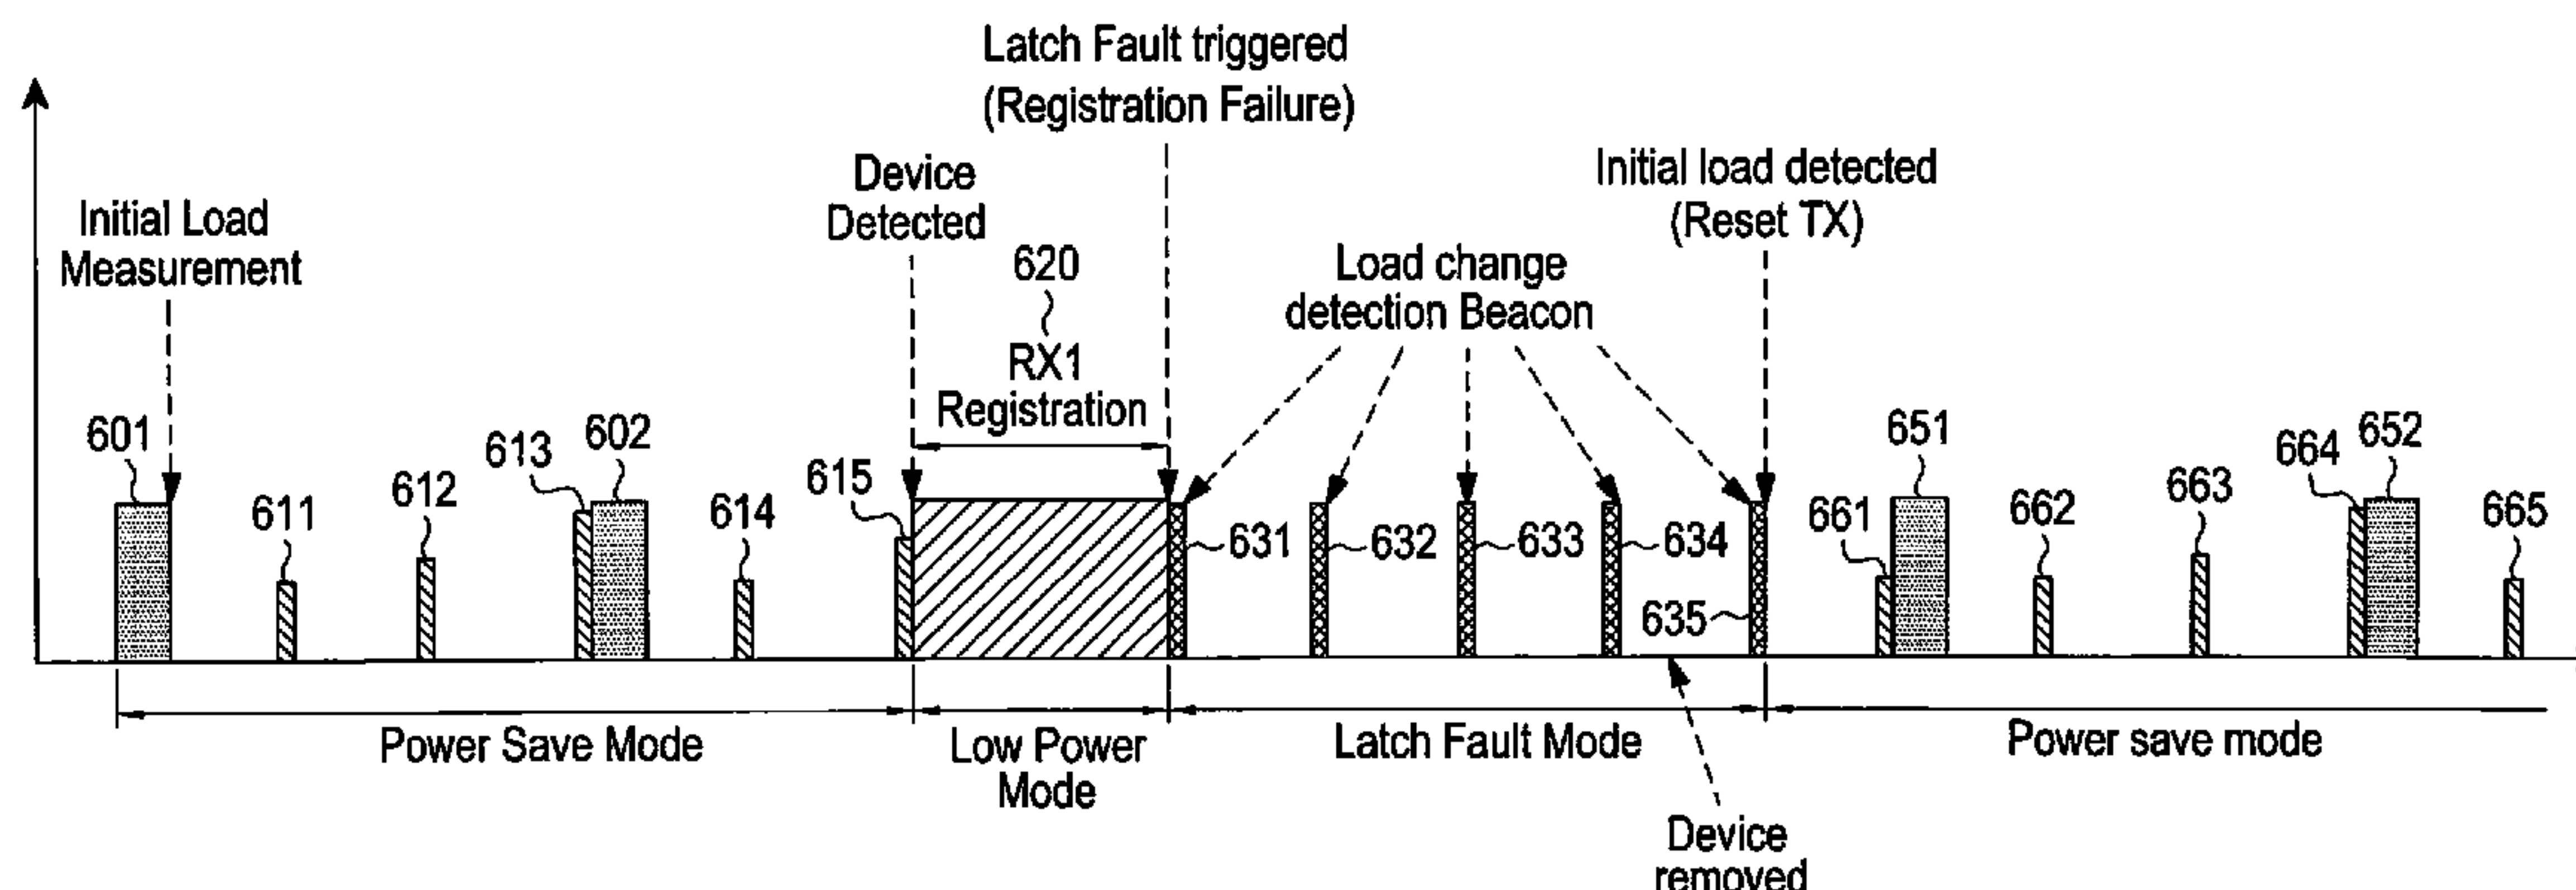 Latch Fault triggered
(Registration Failure)
Device
Detected
Initial load detected
(Reset TX)
Initial Load
Measurement
620
RX1
Registration
Load change
detection Beacon
601
611
612
613
602
614
615
631
632
633
634
635
661
651
662
663
664
652
665
Power Save Mode
Low Power
Mode
Latch Fault Mode
Power save mode
Device
removed